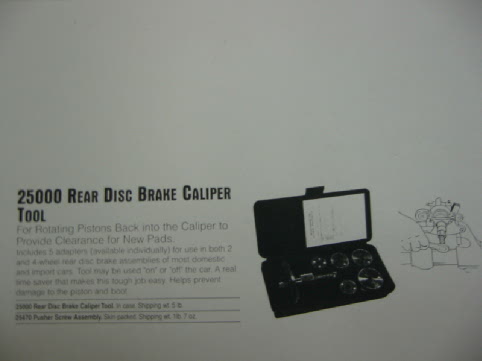 25000 REAR DISC BRAKE CALIPER
TOOL
For Rotating Pistons Back into the Caliper to
Provide Clearance for New Pads.
Includes 5 adapters (available individually) for use in both 2
and 4-wheel rear disc brake assemblies of most domestic
and import cars. Tool may be used "on" or "off" the car. A real
time saver that makes this tough job easy. Helps prevent
damage to the piston and boot.
25000 Rear Disc Brake Caliper Tool. In case. Shipping wt. 5 lb.
25470 Pusher Screw Assembly. Skin packed. Shipping wt. 1lb. 7 oz.